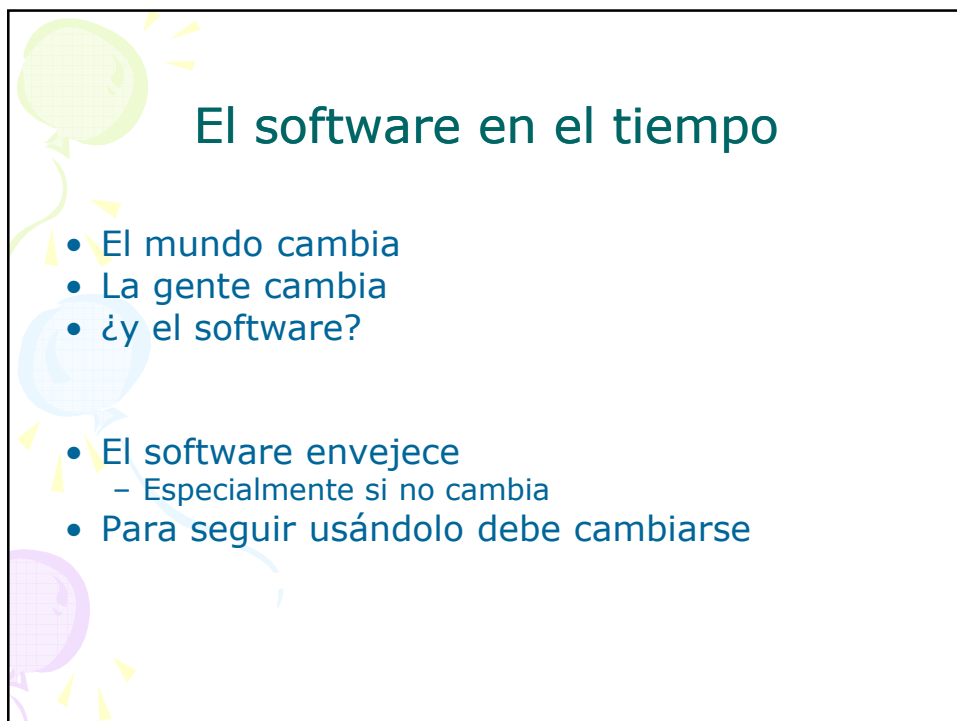 El software en el tiempo
• El mundo cambia
• La gente cambia
• ¿y el software?
• El software envejece
– Especialmente si no cambia
• Para seguir usándolo debe cambiarse